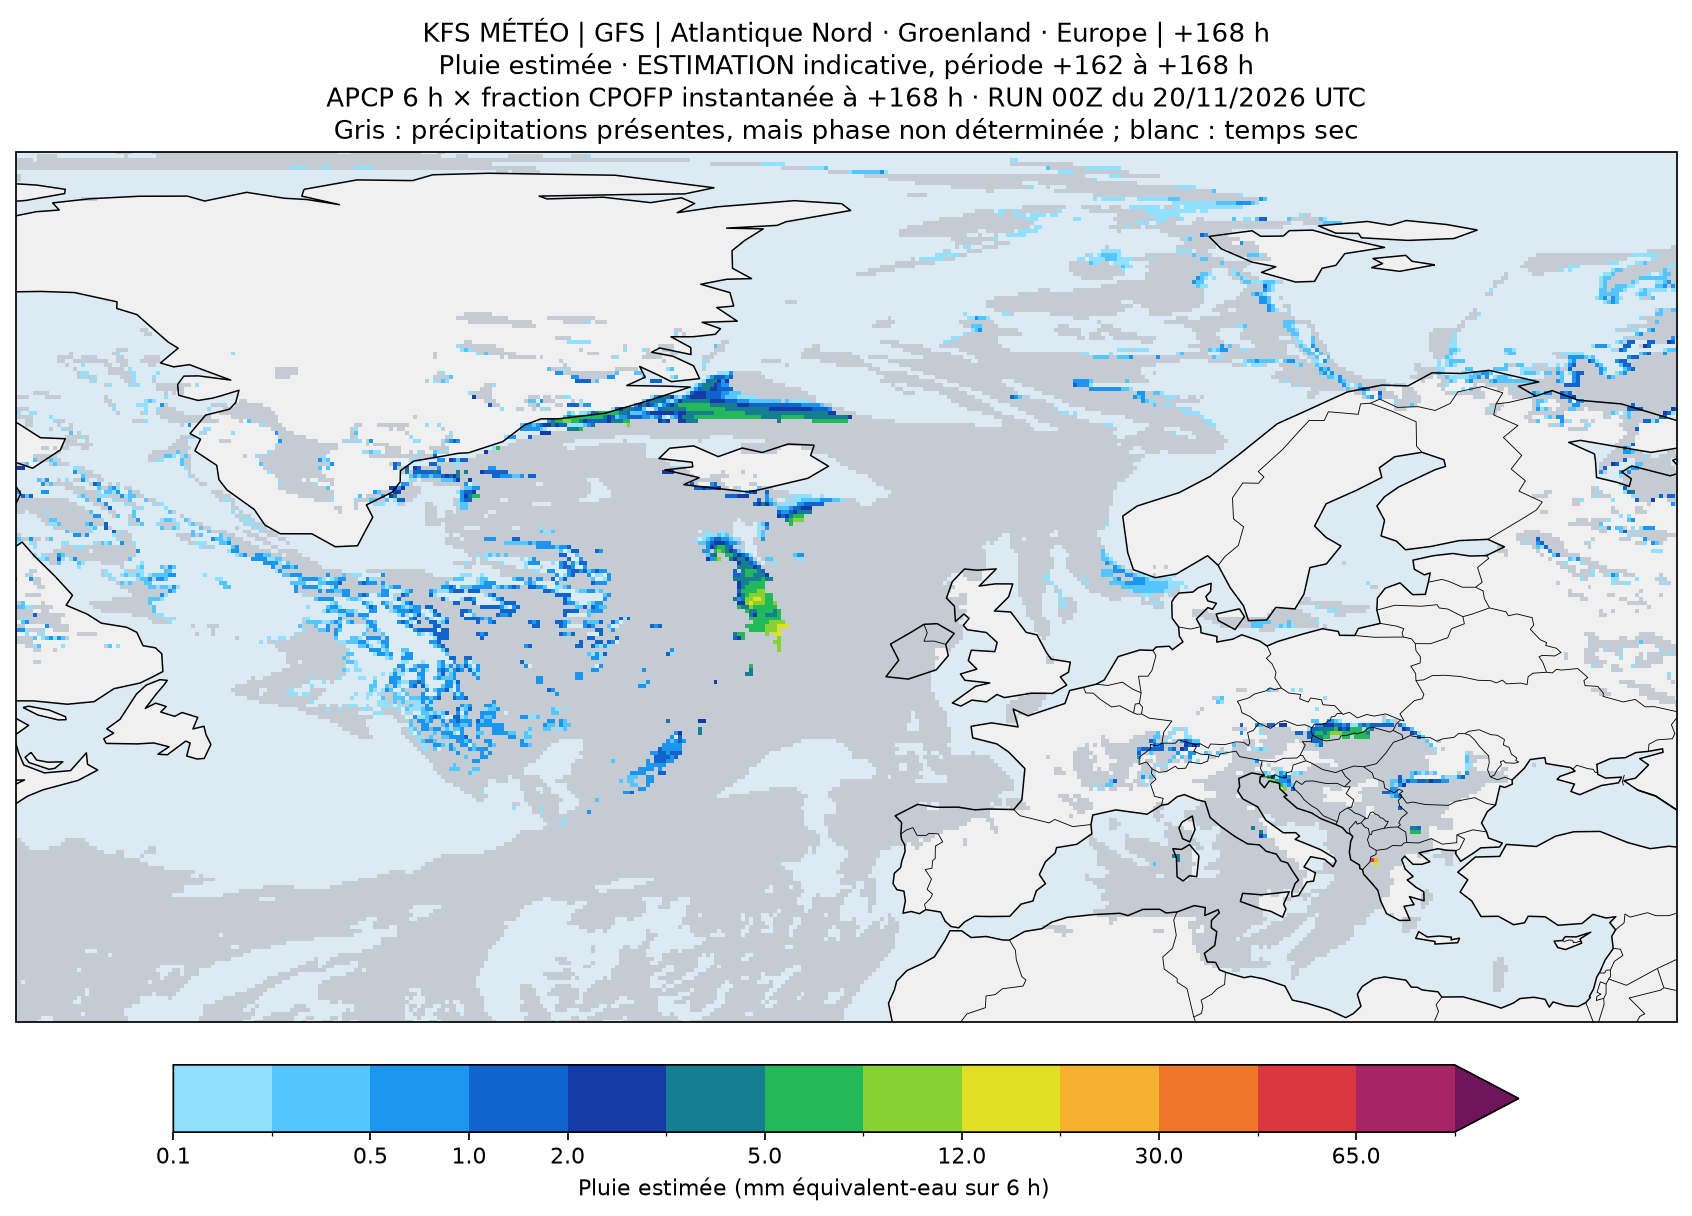 KFS MÉTÉO | GFS | Atlantique Nord · Groenland · Europe | +168 h
Pluie estimée · ESTIMATION indicative, période +162 à +168 h
APCP 6 h × fraction CPOFP instantanée à +168 h · RUN 00Z du 20/11/2026 UTC
Gris : précipitations présentes, mais phase non déterminée ; blanc : temps sec
0.1 0.5 1.0 2.0 5.0 12.0 30.0 65.0
Pluie estimée (mm équivalent-eau sur 6 h)